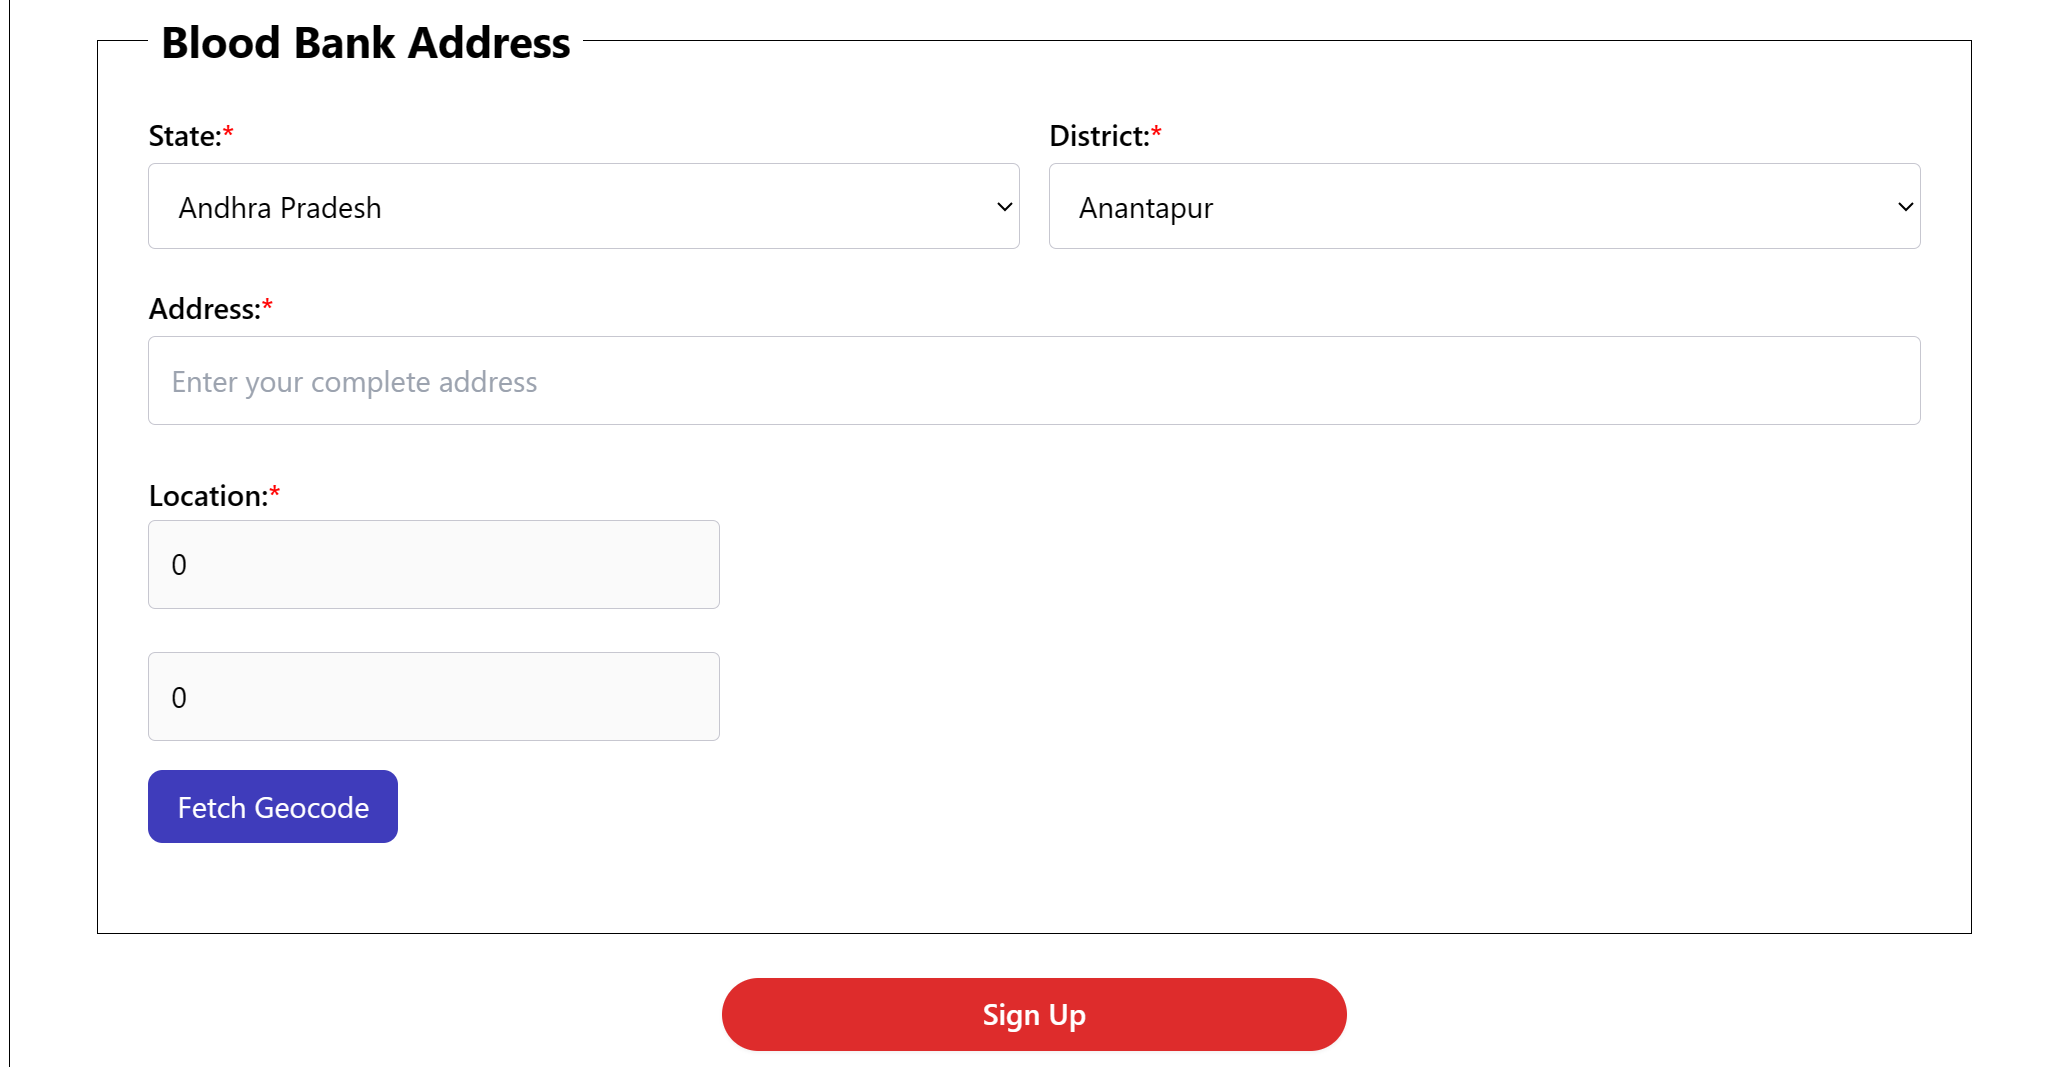 Blood Bank Address
State:* District:*
Andhra Pradesh Anantapur
Address:*
Enter your complete address
Location:*
0
0
Fetch Geocode
Sign Up